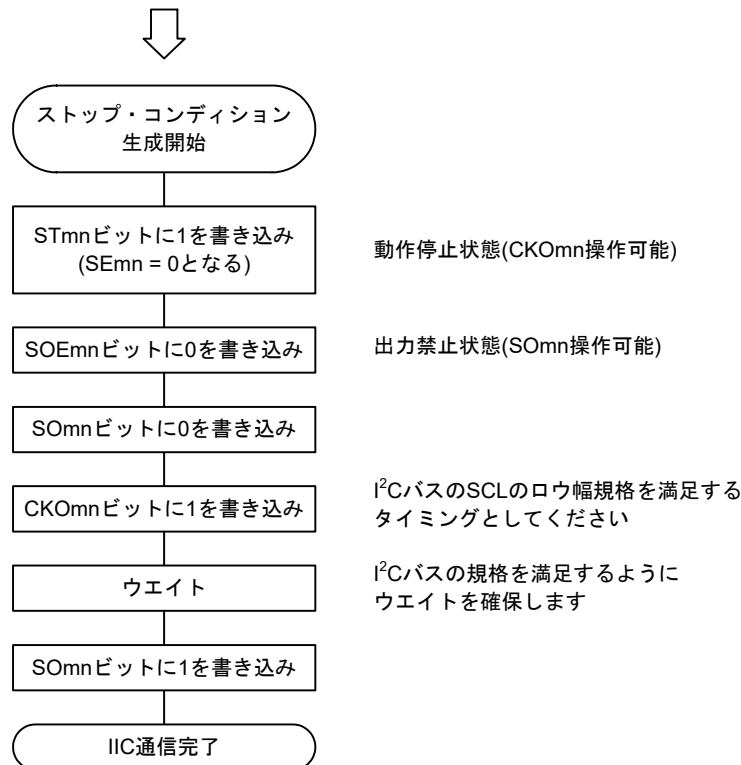 ストップ・コンディション
生成開始
STmnビットに1を書き込み
(SEmn = 0となる)
動作停止状態(CKOmn操作可能)
SOEmnビットに0を書き込み
出力禁止状態(SOmn操作可能)
SOmnビットに0を書き込み
CKOmnビットに1を書き込み
I²CバスのSCLのロウ幅規格を満足する
タイミングとしてください
ウエイト
I²Cバスの規格を満足するように
ウエイトを確保します
SOmnビットに1を書き込み
IIC通信完了